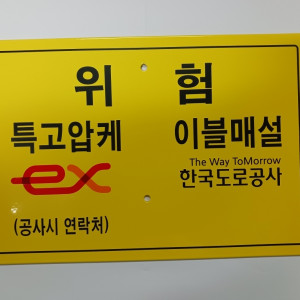 위 험
특고압케 이블매설
ex The Way ToMorrow
한국도로공사
(공사시 연락처)